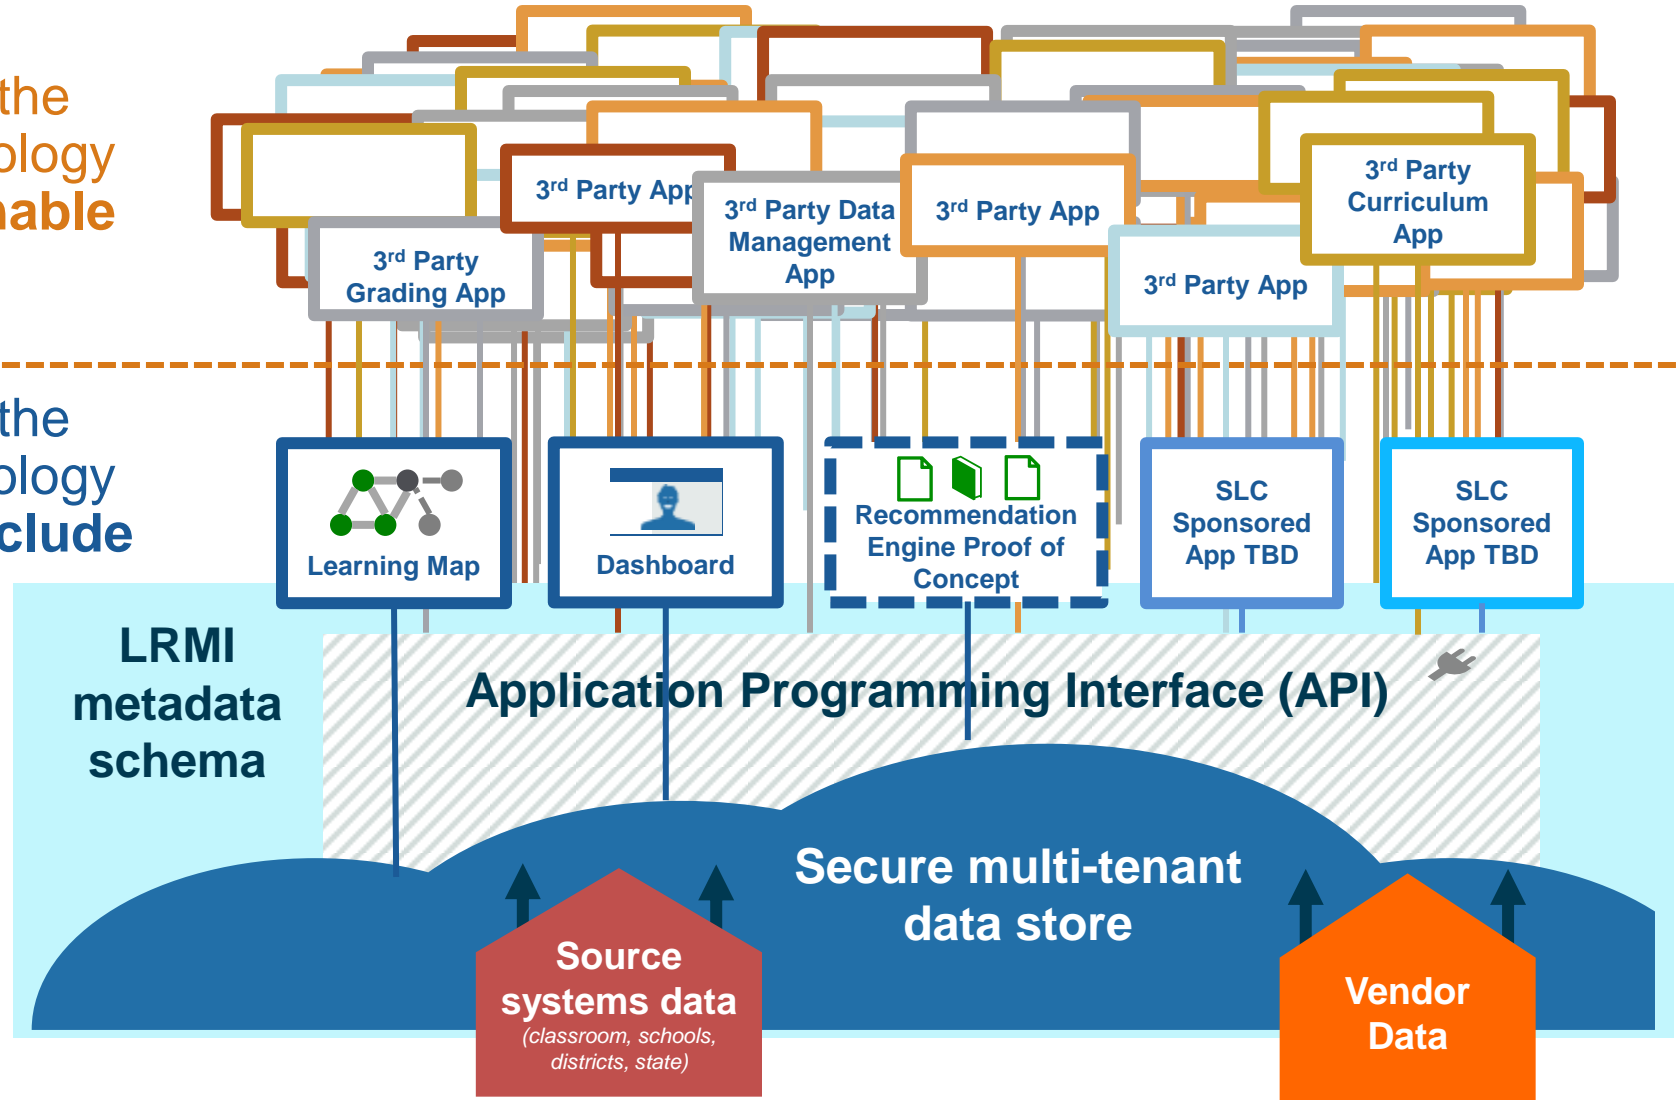 the
ology
nable
3rd Party App
3rd Party Data
Management
App
3rd Party App
3rd Party
Curriculum
App
3rd Party
Grading App
3rd Party App
the
ology
clude
Learning Map
Dashboard
Recommendation
Engine Proof of
Concept
SLC
Sponsored
App TBD
SLC
Sponsored
App TBD
LRMI
metadata
schema
Application Programming Interface (API)
Secure multi-tenant
data store
Source
systems data
(classroom, schools,
districts, state)
Vendor
Data